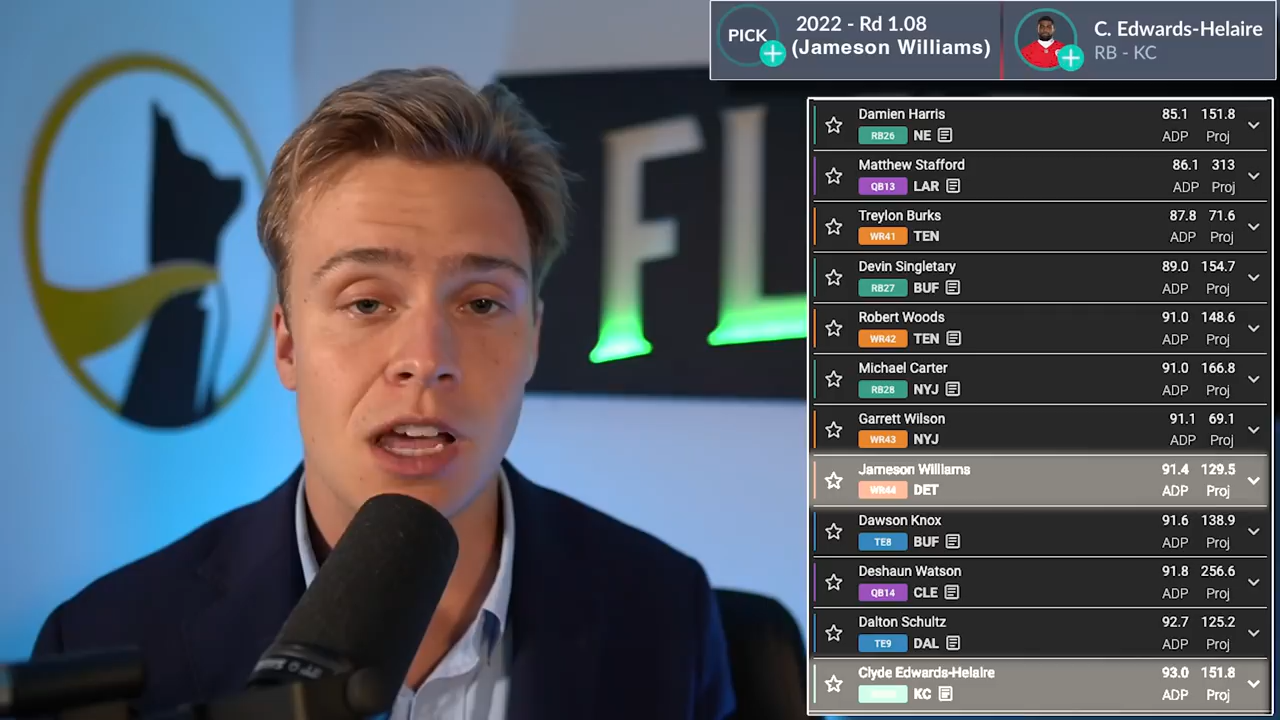 PICK
2022 - Rd 1.08
(Jameson Williams)
C. Edwards-Helaire
RB - KC
FL
Damien Harris
85.1 151.8
RB26 NE
ADP Proj
Matthew Stafford
86.1 313
QB13 LAR
ADP Proj
Treylon Burks
87.8 71.6
WR41 TEN
ADP Proj
Devin Singletary
89.0 154.7
RB27 BUF
ADP Proj
Robert Woods
91.0 148.6
WR42 TEN
ADP Proj
Michael Carter
91.0 166.8
RB28 NYJ
ADP Proj
Garrett Wilson
91.1 69.1
WR43 NYJ
ADP Proj
Jameson Williams
91.4 129.5
WR44 DET
ADP Proj
Dawson Knox
91.6 138.9
TE8 BUF
ADP Proj
Deshaun Watson
91.8 256.6
QB14 CLE
ADP Proj
Dalton Schultz
92.7 125.2
TE9 DAL
ADP Proj
Clyde Edwards-Helaire
93.0 151.8
KC
ADP Proj